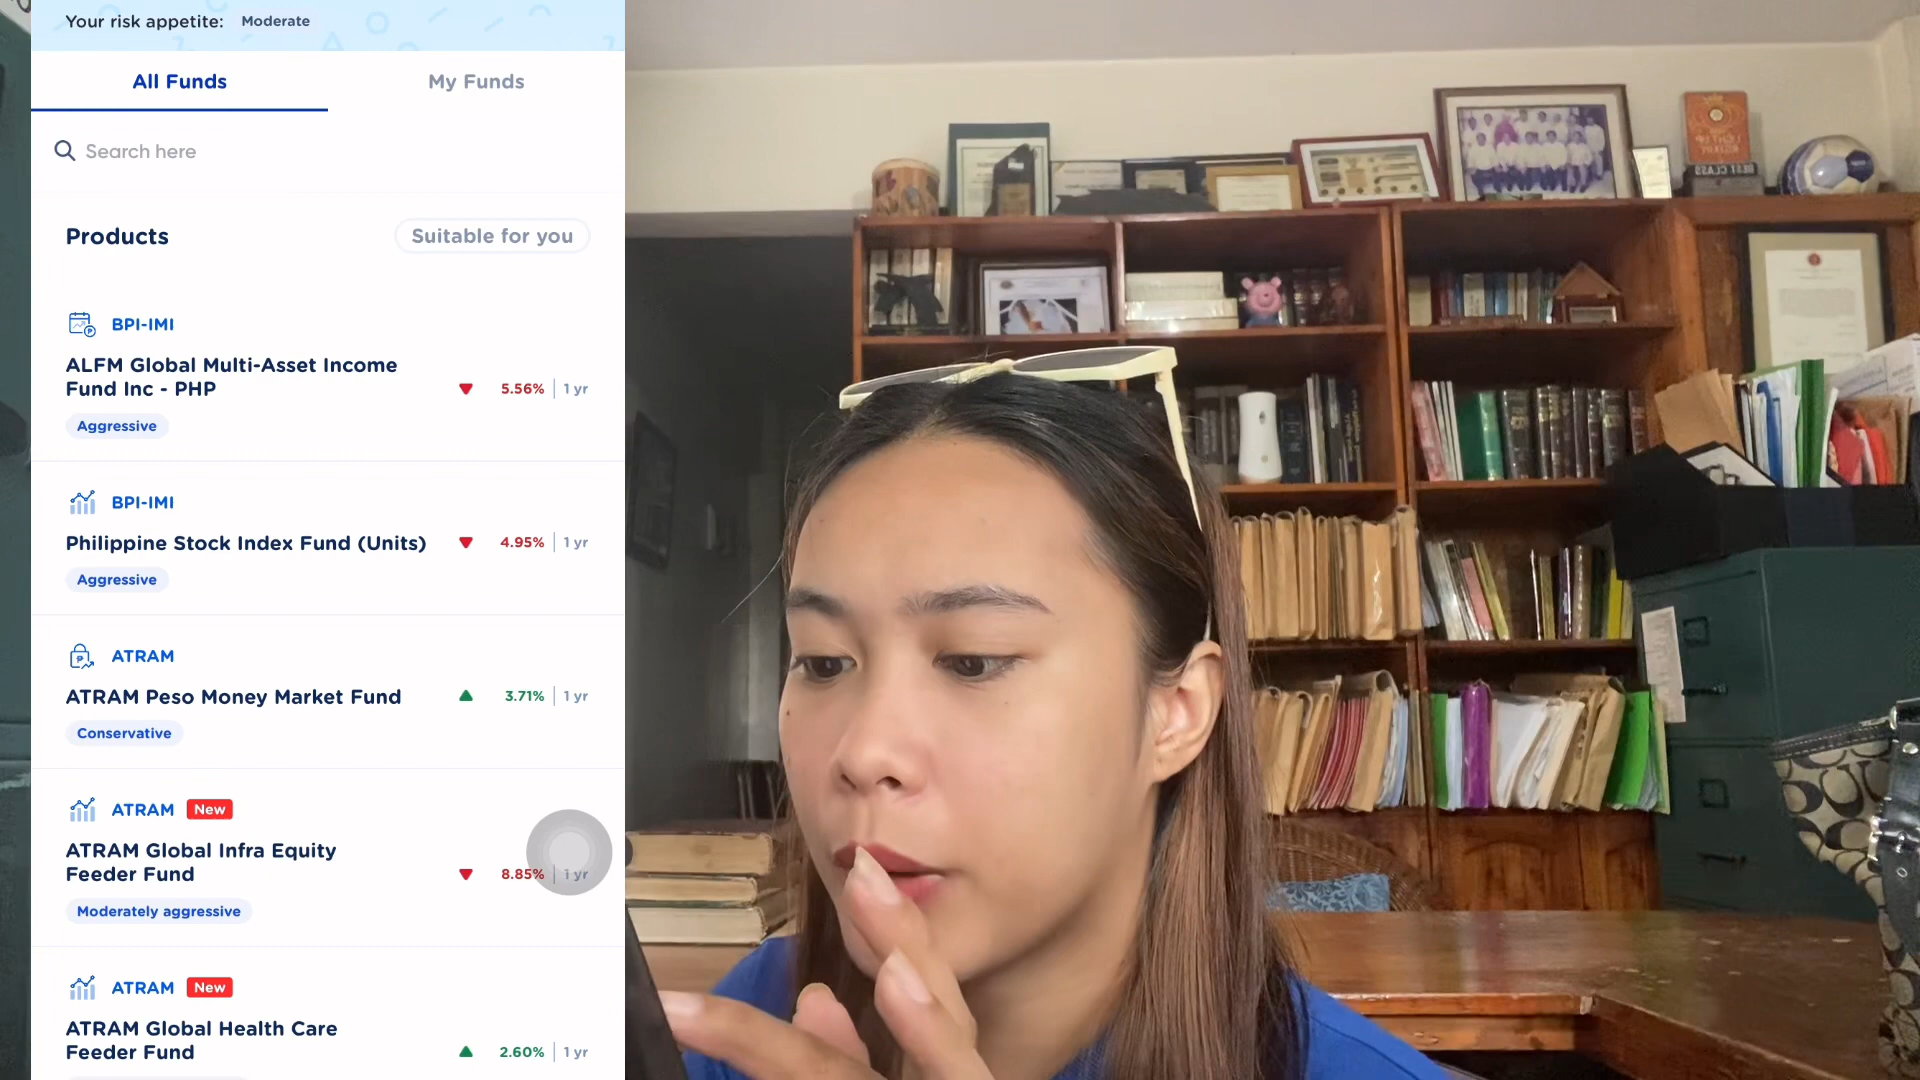 Your risk appetite: Moderate
All Funds My Funds
Search here
Products Suitable for you
BPI-IMI
ALFM Global Multi-Asset Income
Fund Inc - PHP
5.56% 1 yr
Aggressive
BPI-IMI
Philippine Stock Index Fund (Units) 4.95% 1 yr
Aggressive
ATRAM
ATRAM Peso Money Market Fund 3.71% 1 yr
Conservative
ATRAM New
ATRAM Global Infra Equity
Feeder Fund
8.85% 1 yr
Moderately aggressive
ATRAM New
ATRAM Global Health Care
Feeder Fund
2.60% 1 yr
BEST CLASS